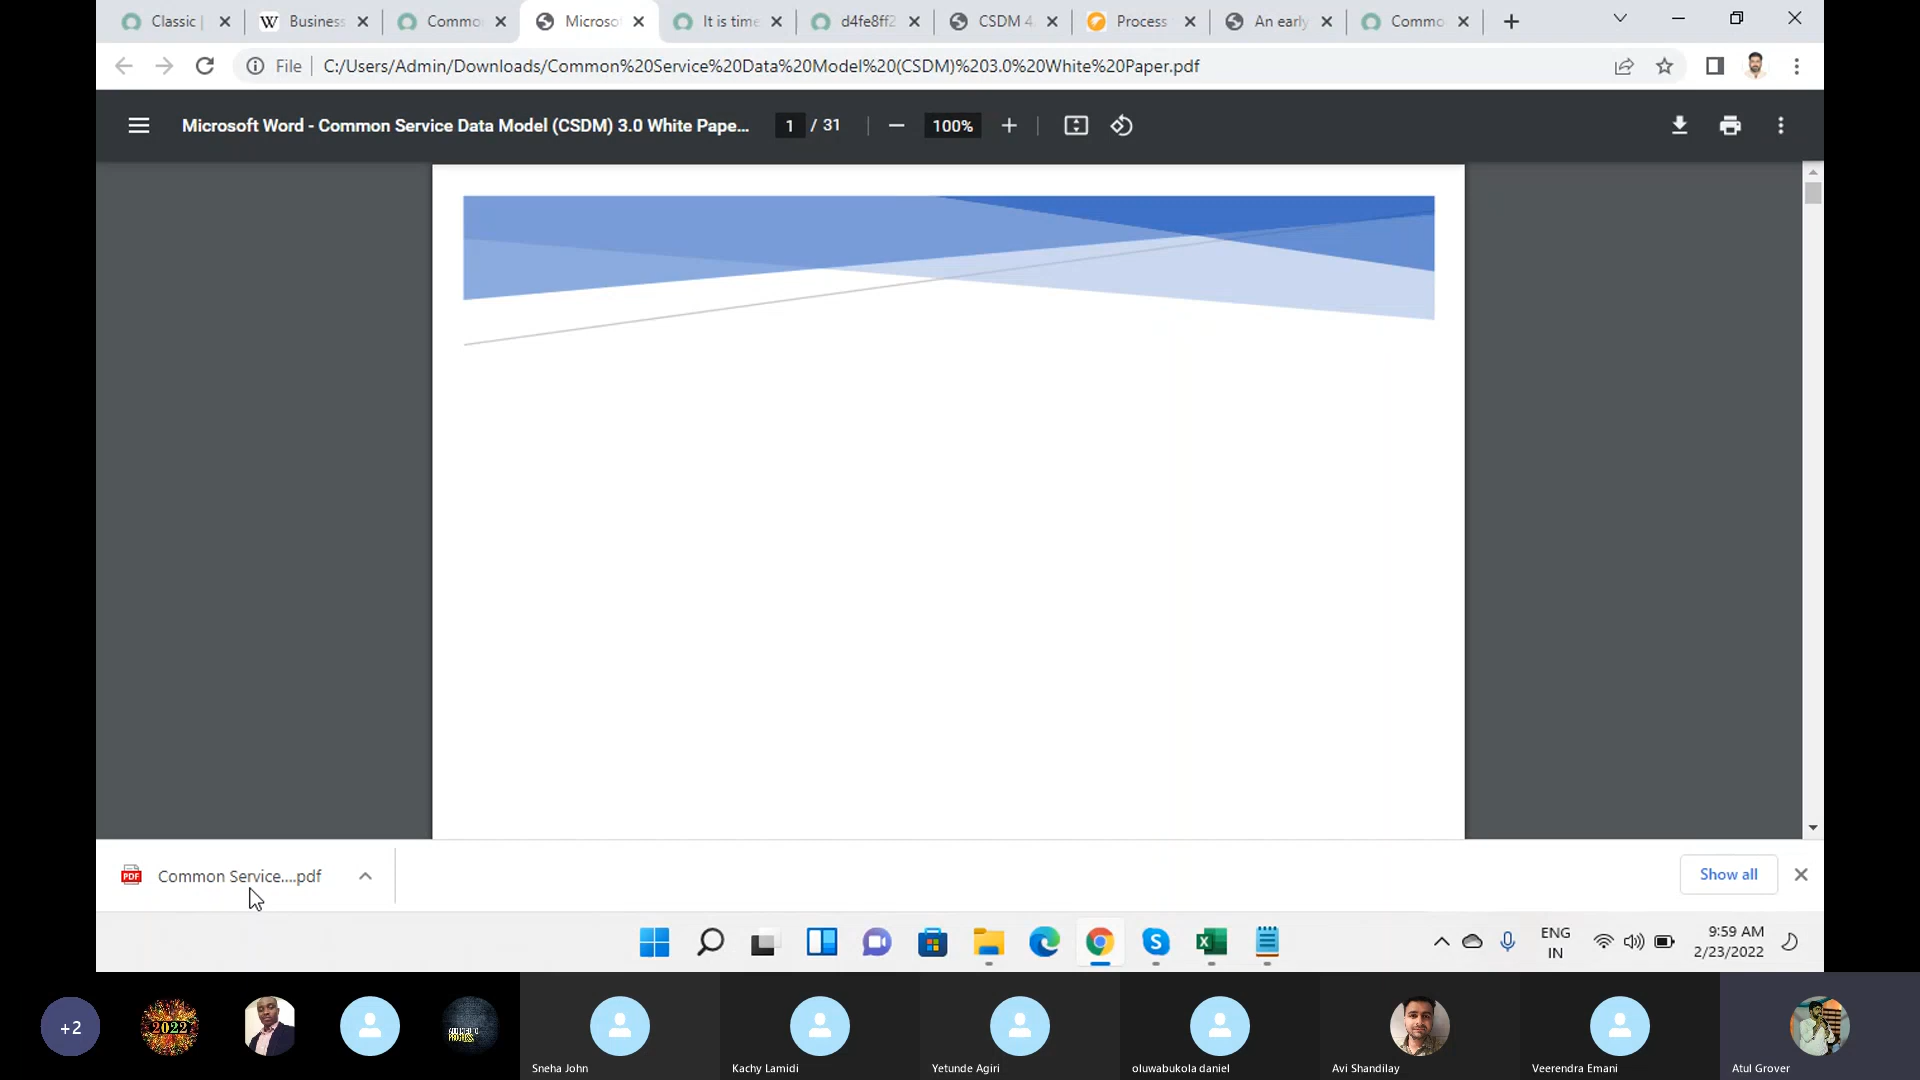 Classic |
W Business
Commo
Microso
It is time
d4fe8ff2
CSDM 4
Process
An early
Commo
File
C:/Users/Admin/Downloads/Common%20Service%20Data%20Model%20(CSDM)%203.0%20White%20Paper.pdf
Microsoft Word - Common Service Data Model (CSDM) 3.0 White Pape...
1 / 31
100%
PDF
Common Service....pdf
Show all
S
ENG
IN
9:59 AM
2/23/2022
+2
2022
Sneha John
Kachy Lamidi
Yetunde Agiri
oluwabukola daniel
Avi Shandilay
Veerendra Emani
Atul Grover